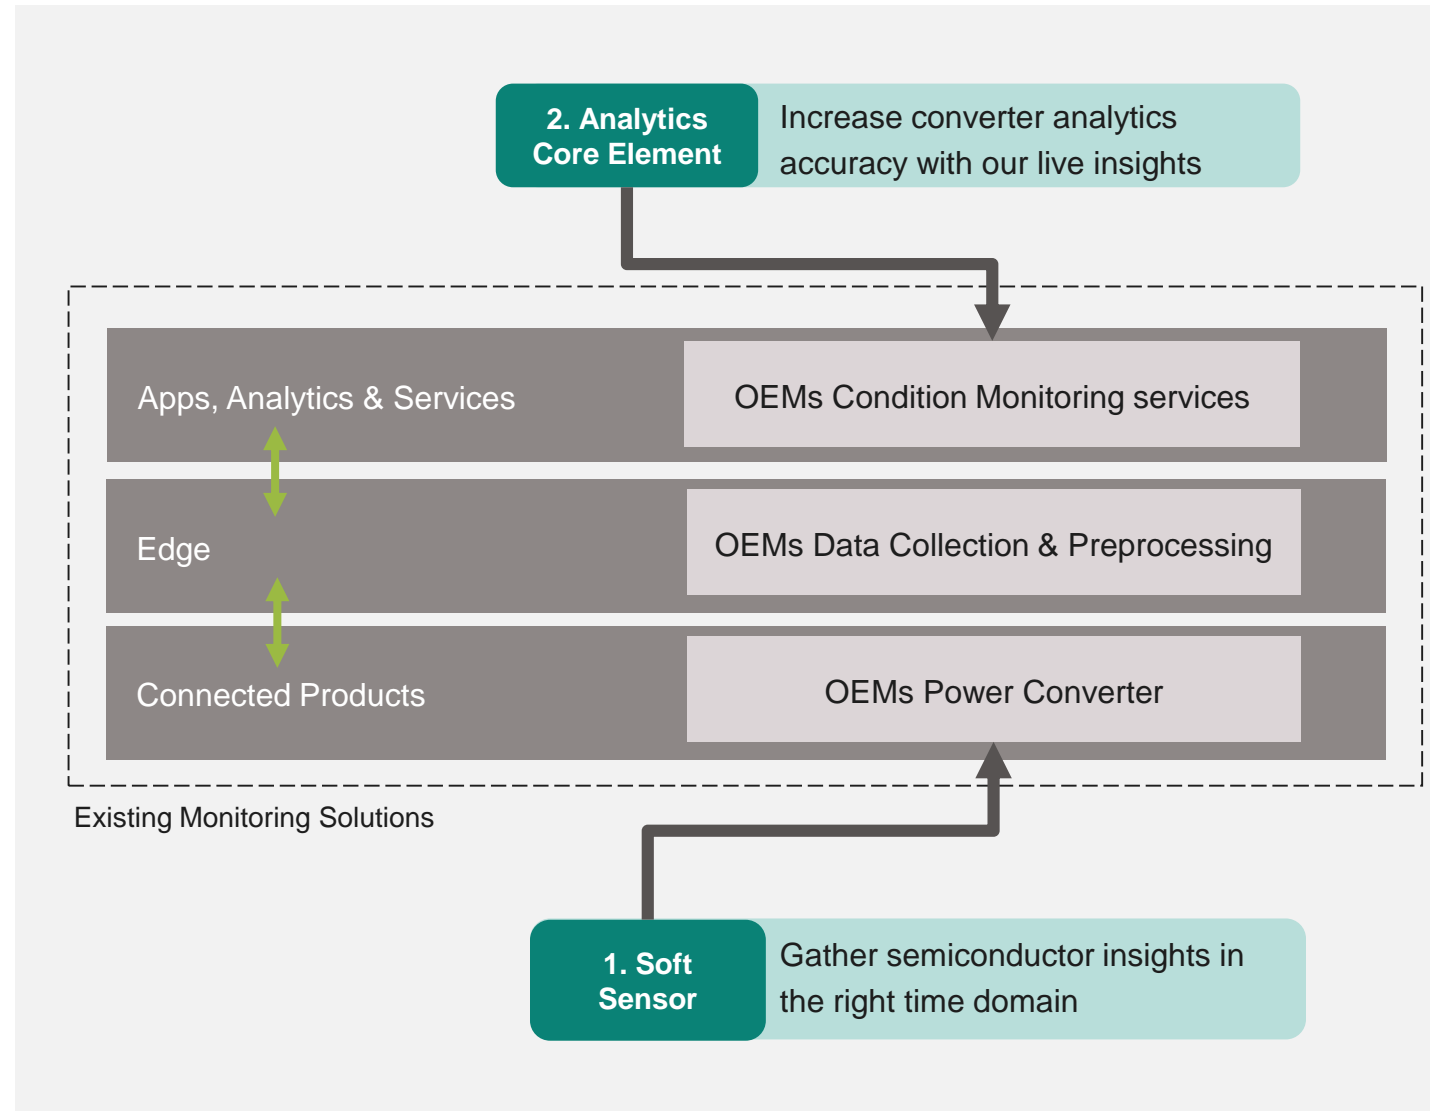 2. Analytics
Core Element
Increase converter analytics
accuracy with our live insights
Apps, Analytics & Services
OEMs Condition Monitoring services
Edge
OEMs Data Collection & Preprocessing
Connected Products
OEMs Power Converter
Existing Monitoring Solutions
1. Soft
Sensor
Gather semiconductor insights in
the right time domain